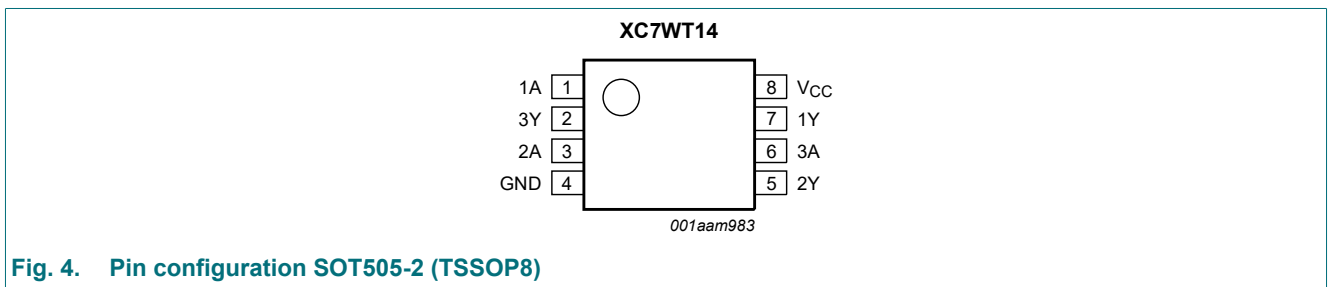 XC7WT14
1A 1 8 VCC
3Y 2 7 1Y
2A 3 6 3A
GND 4 5 2Y
001aam983
Fig. 4. Pin configuration SOT505-2 (TSSOP8)